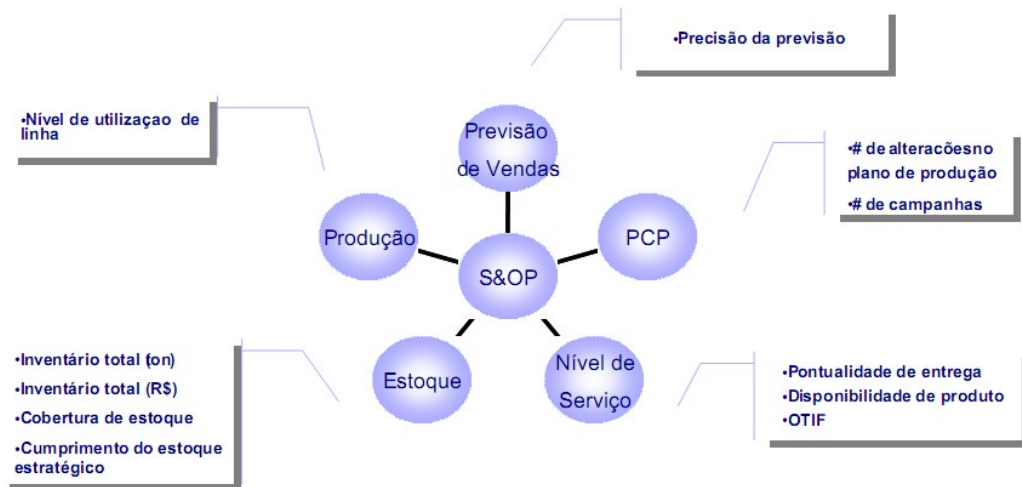 •Precisão da previsão
•Nível de utilizaçao de
linha
Previsão
de Vendas
•# de alteracõesno
plano de produção
•# de campanhas
Produção
PCP
S&OP
•Inventário total (on)
•Inventário total (R$)
•Cobertura de estoque
•Cumprimento do estoque
estratégico
Estoque
Nível de
Serviço
•Pontualidade de entrega
•Disponibilidade de produto
•OTIF